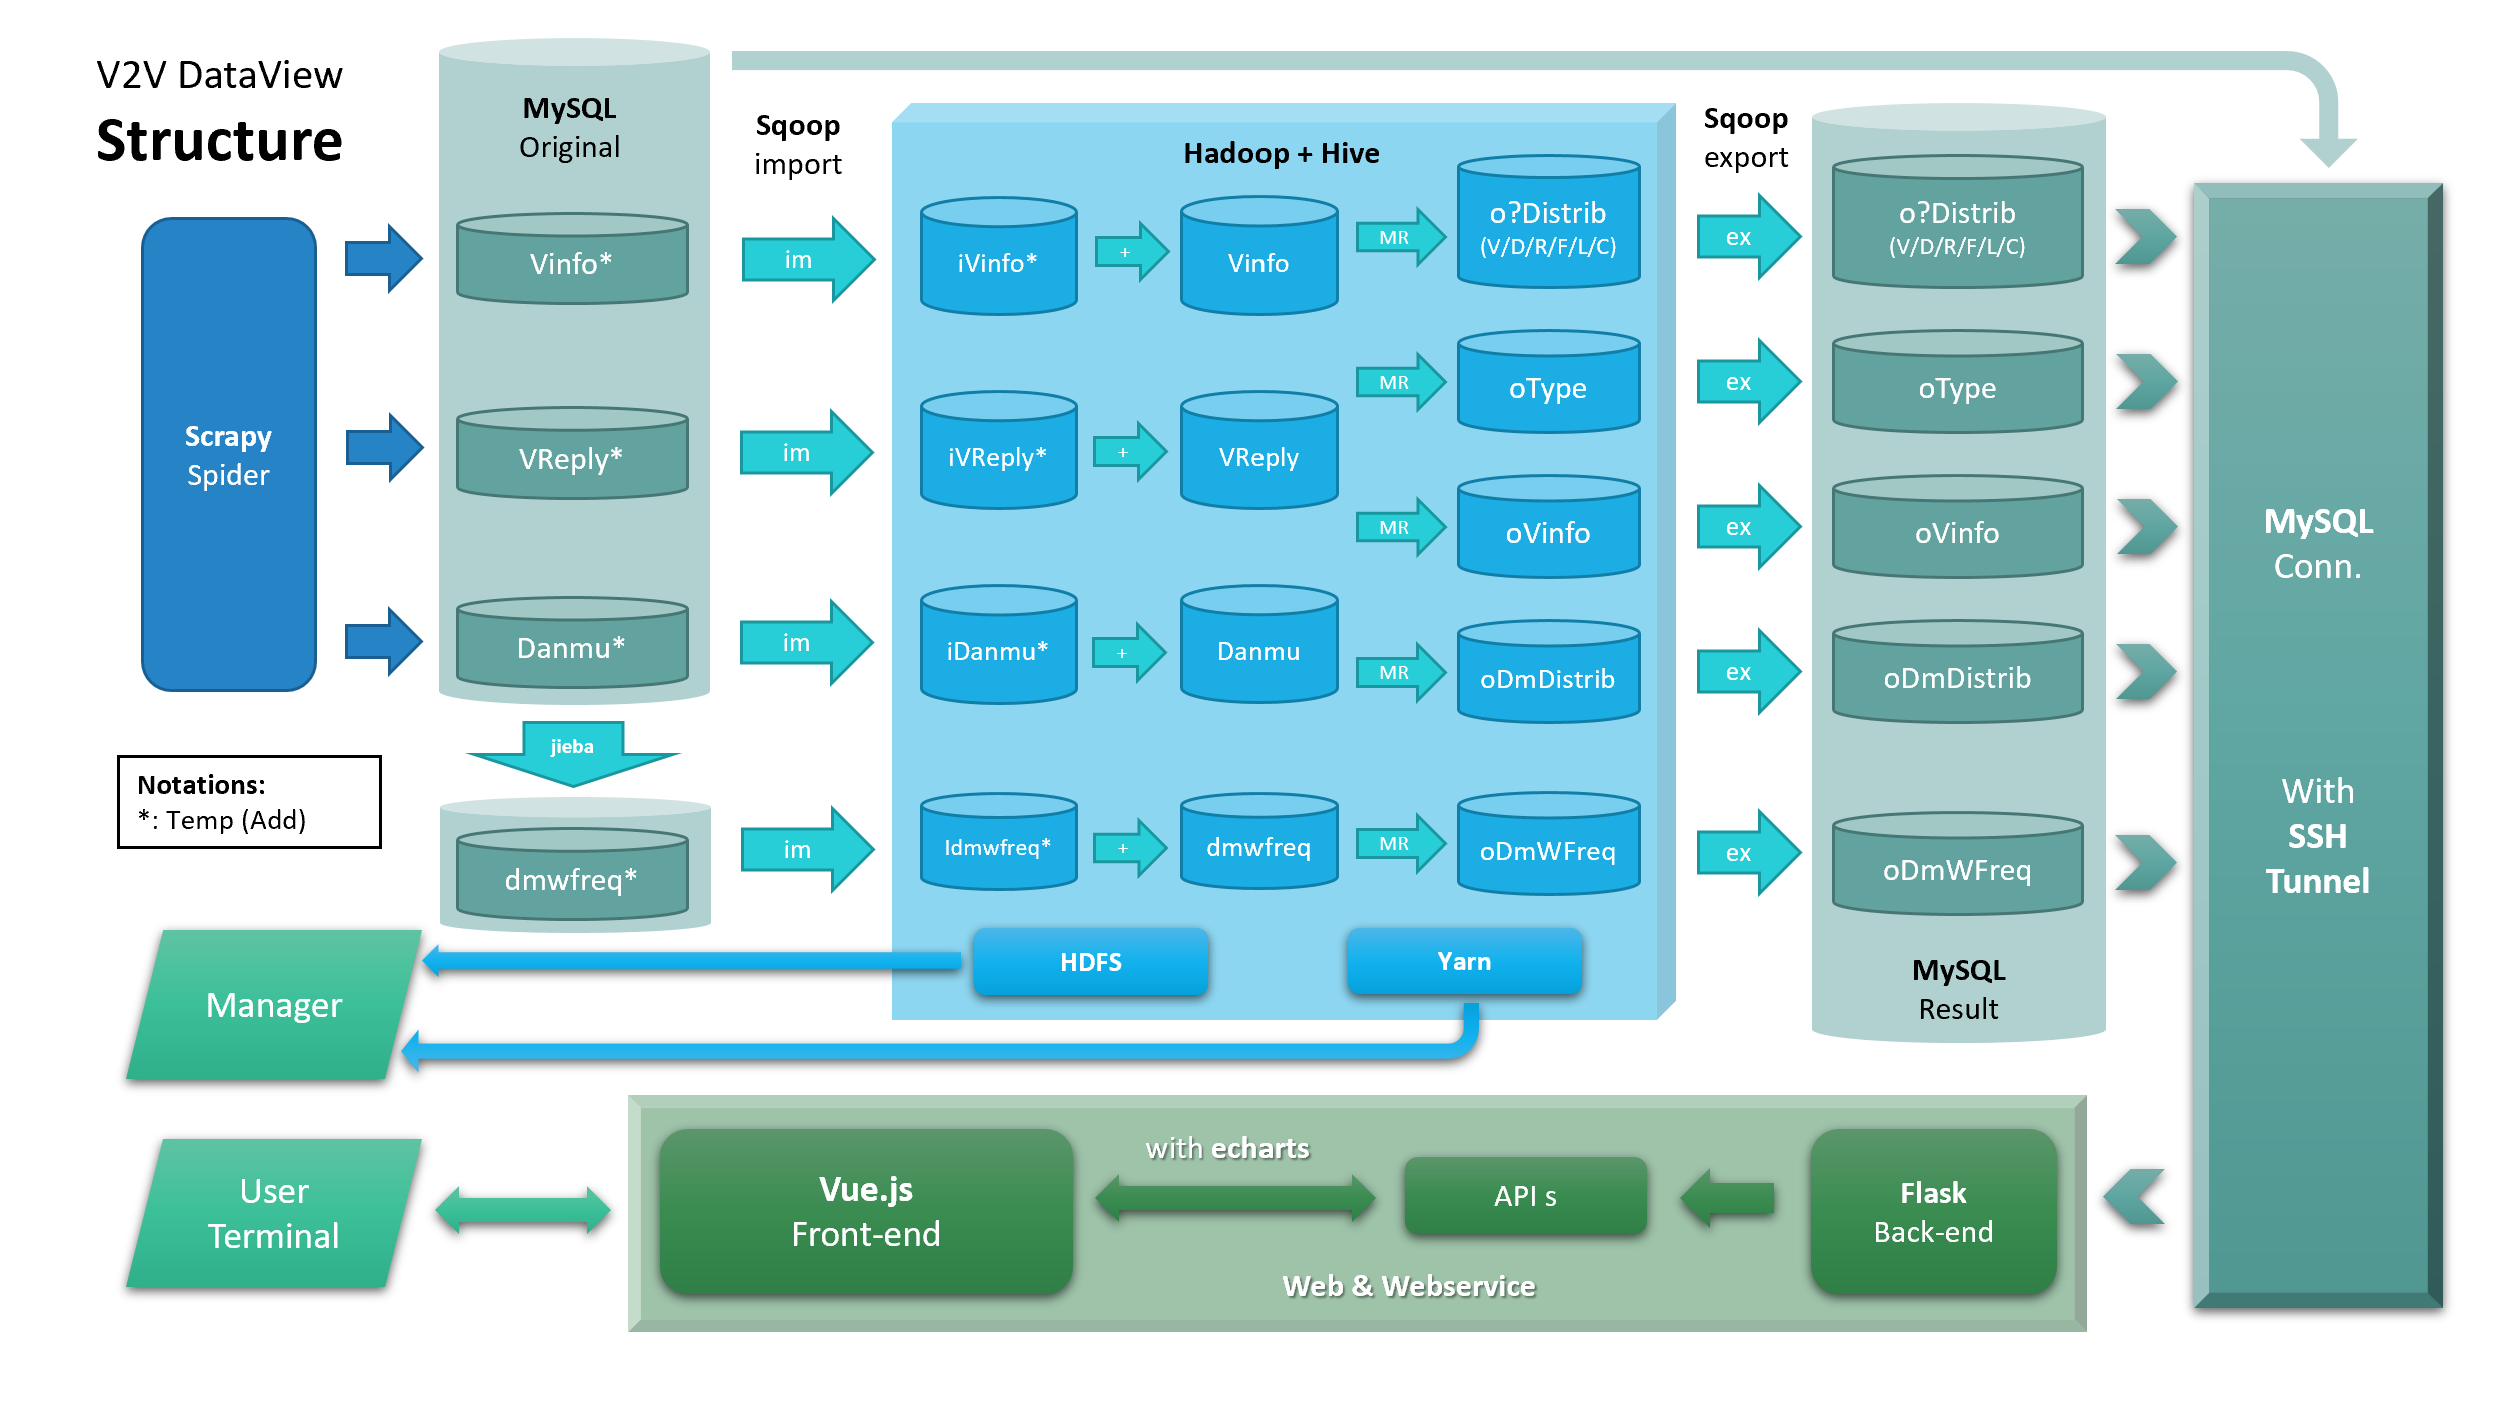 V2V DataView
Structure
MySQL
Original
Sqoop
import
Hadoop + Hive
Sqoop
export
Scrapy
Spider
Vinfo*
im
iVinfo*
+
Vinfo
MR
o?Distrib
(V/D/R/F/L/C)
ex
o?Distrib
(V/D/R/F/L/C)
MR
oType
ex
oType
VReply*
im
iVReply*
+
VReply
MR
oVinfo
ex
oVinfo
Danmu*
im
iDanmu*
+
Danmu
MR
oDmDistrib
ex
oDmDistrib
jieba
dmwfreq*
im
Idmwfreq*
+
dmwfreq
MR
oDmWFreq
ex
oDmWFreq
MySQL
Result
MySQL
Conn.
With
SSH
Tunnel
Notations:
*: Temp (Add)
HDFS
Yarn
Manager
User
Terminal
Vue.js
Front-end
with echarts
API s
Flask
Back-end
Web & Webservice